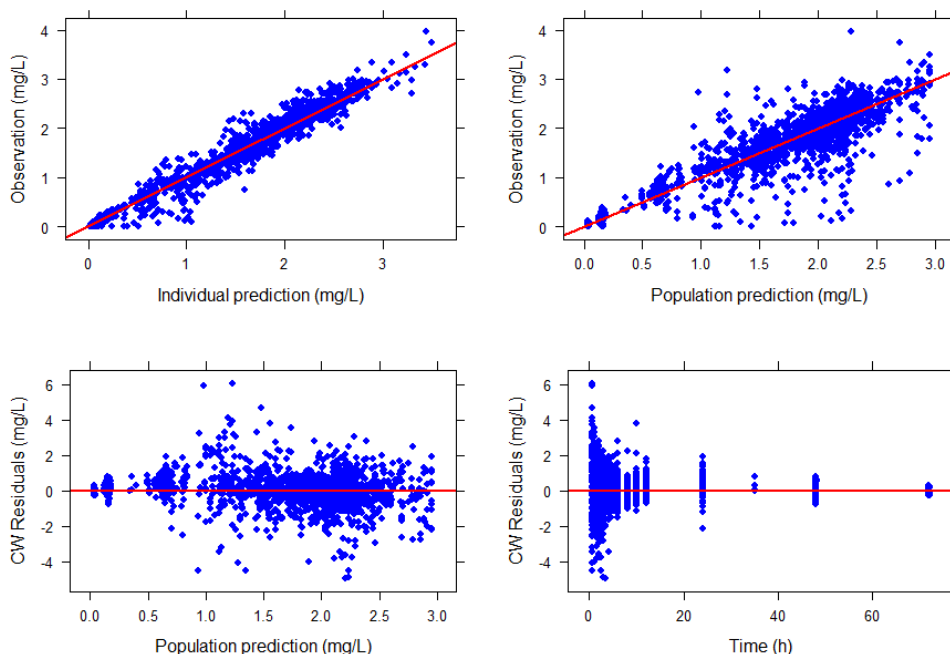 4
3
2
1
0
Observation (mg/L)
0 1 2 3
Individual prediction (mg/L)
4
3
2
1
0
Observation (mg/L)
0.0 0.5 1.0 1.5 2.0 2.5 3.0
Population prediction (mg/L)
6
4
2
0
-2
-4
CW Residuals (mg/L)
0.0 0.5 1.0 1.5 2.0 2.5 3.0
Population prediction (mg/L)
6
4
2
0
-2
-4
CW Residuals (mg/L)
0 20 40 60
Time (h)